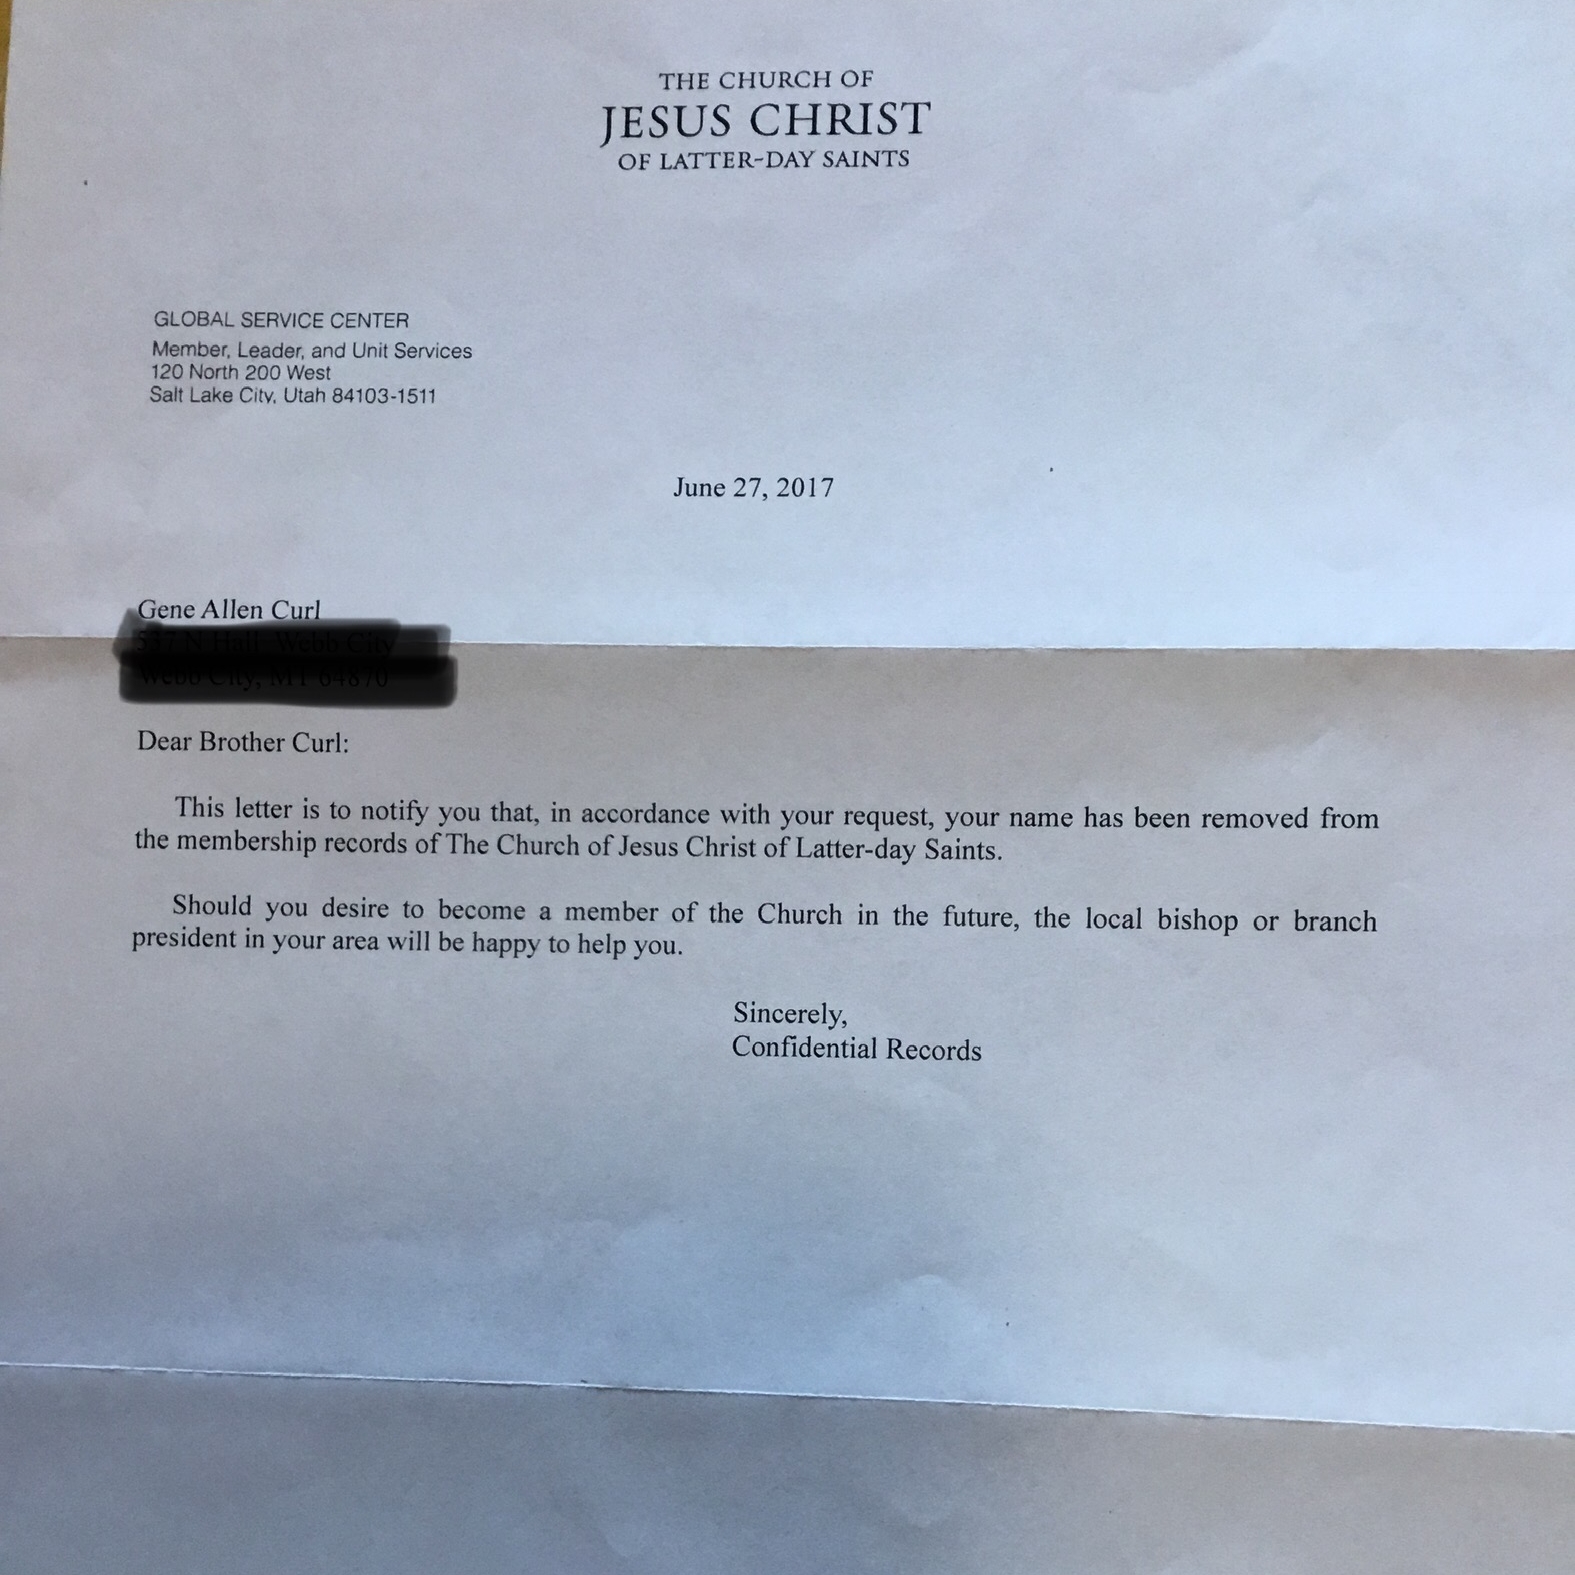 THE CHURCH OF
JESUS CHRIST
OF LATTER-DAY SAINTS
GLOBAL SERVICE CENTER
Member, Leader, and Unit Services
120 North 200 West
Salt Lake City, Utah 84103-1511
June 27, 2017
Gene Allen Curl
Dear Brother Curl:
This letter is to notify you that, in accordance with your request, your name has been removed from
the membership records of The Church of Jesus Christ of Latter-day Saints.
Should you desire to become a member of the Church in the future, the local bishop or branch
president in your area will be happy to help you.
Sincerely,
Confidential Records